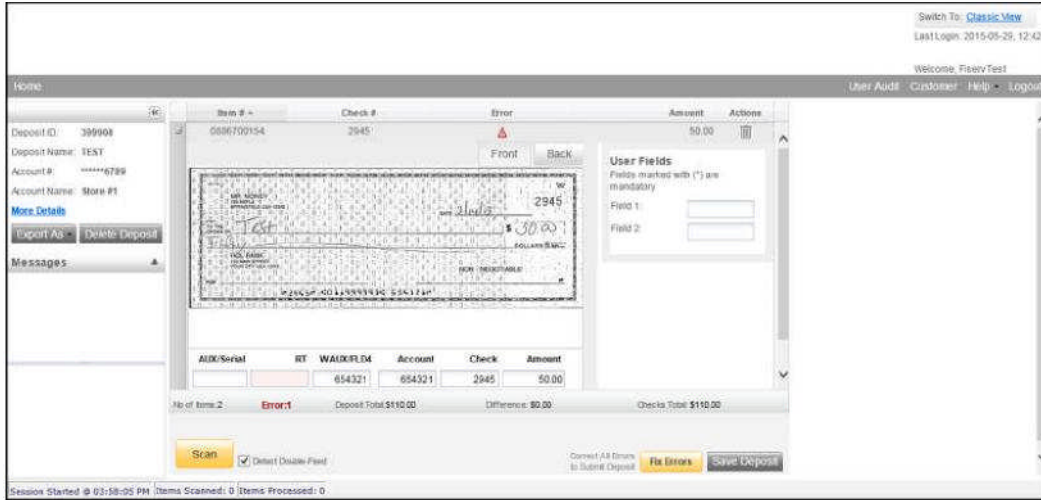 Switch To: Classic View
Last Login: 2015-05-29, 12:42
Welcome, FiservTest
Home User Audit Customer Help Logout
Item # Check # Error Amount Actions
Deposit ID: 399908
0886700154 2945 50.00
Deposit Name: TEST
Front Back
Account #: ******6789
User Fields
Fields marked with (*) are
mandatory
Account Name: Store #1
More Details
Field 1:
Field 2:
Export As Delete Deposit
Messages
MR. MONEY
2945
DATE
Test
$ 50.00
DOLLARS
NON NEGOTIABLE
AUX/Serial RT WAUX/FLD4 Account Check Amount
654321 654321 2945 50.00
No of Items: 2 Error: 1 Deposit Total: $110.00 Difference: $0.00 Checks Total: $110.00
Scan Detect Double-Feed
Correct All Errors
to Submit Deposit
Fix Errors Save Deposit
Session Started @ 03:58:05 PM Items Scanned: 0 Items Processed: 0